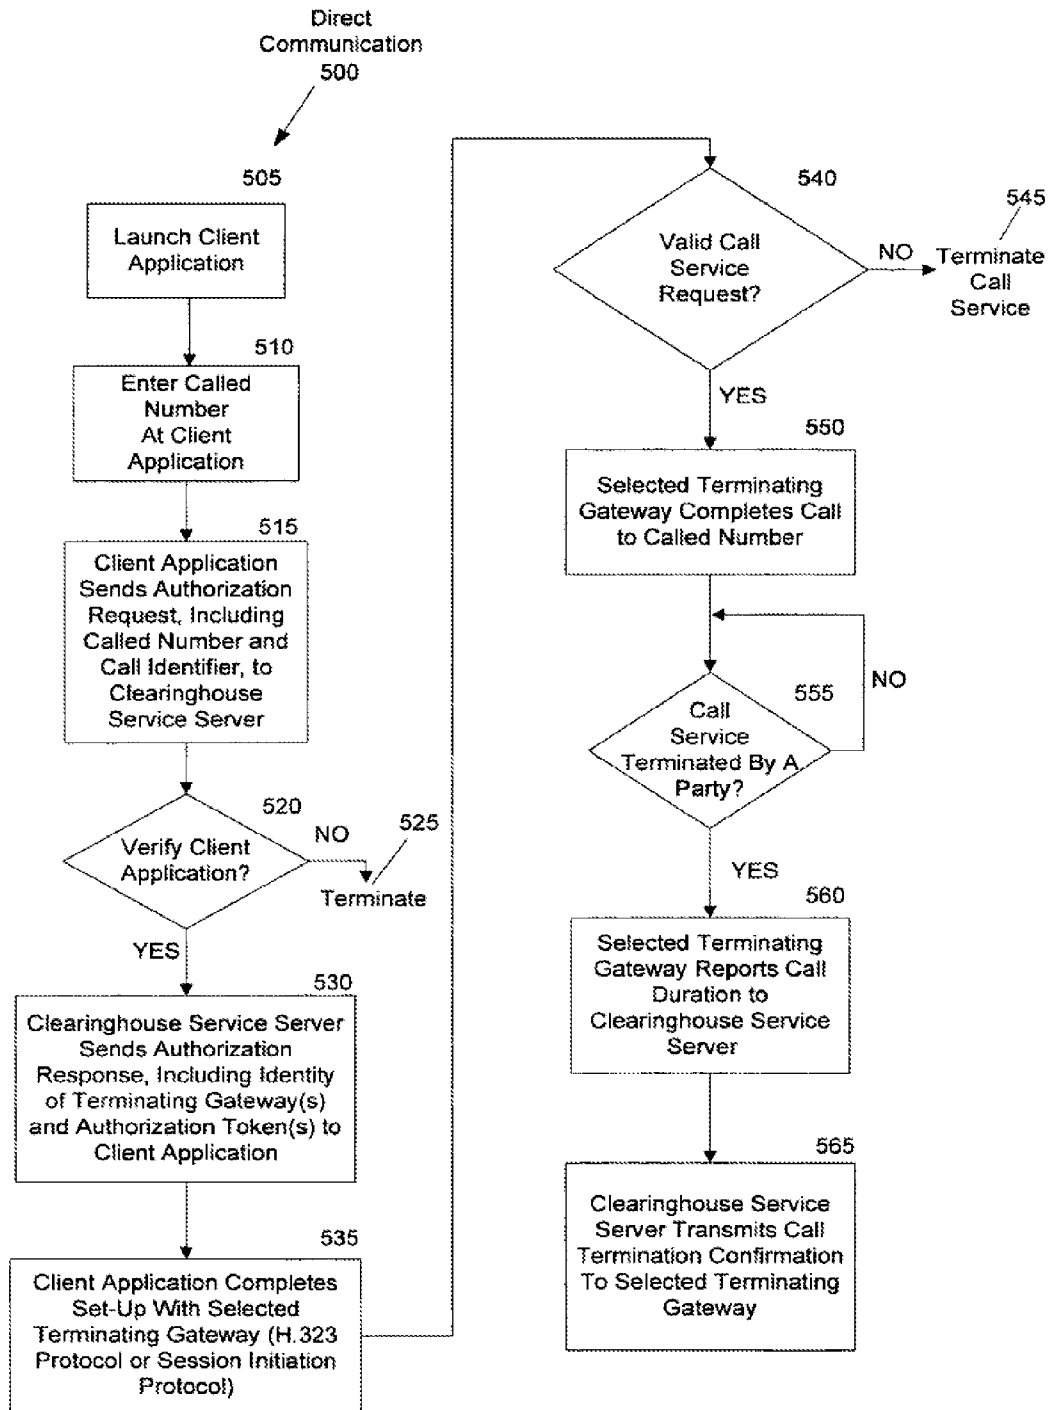 Direct
Communication
500
505
Launch Client
Application
510
Enter Called
Number
At Client
Application
515
Client Application
Sends Authorization
Request, Including
Called Number and
Call Identifier, to
Clearinghouse
Service Server
520
Verify Client
Application?
NO
525
Terminate
YES
530
Clearinghouse Service Server
Sends Authorization
Response, Including Identity
of Terminating Gateway(s)
and Authorization Token(s) to
Client Application
535
Client Application Completes
Set-Up With Selected
Terminating Gateway (H.323
Protocol or Session Initiation
Protocol)
540
Valid Call
Service
Request?
NO
545
Terminate
Call
Service
YES
550
Selected Terminating
Gateway Completes Call
to Called Number
555
Call
Service
Terminated By A
Party?
NO
YES
560
Selected Terminating
Gateway Reports Call
Duration to
Clearinghouse Service
Server
565
Clearinghouse Service
Server Transmits Call
Termination Confirmation
To Selected Terminating
Gateway